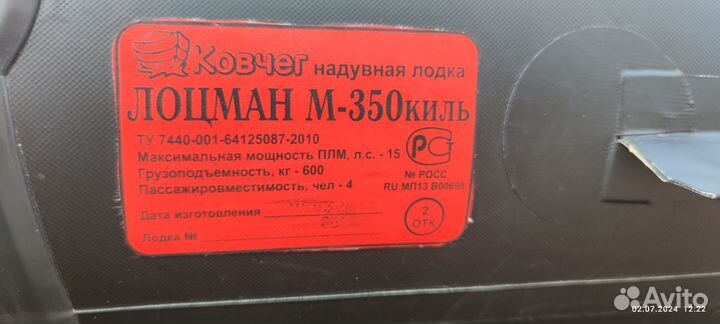 Ковчег надувная лодка
ЛОЦМАН М-350киль
ТУ 7440-001-64125087-2010
Максимальная мощность ПЛМ, л.с. - 15
Грузоподъемность, кг - 600
Пассажировместимость, чел - 4
РСТ
№ РОСС
RU.МП13 В00698
Дата изготовления
2
ОТК
Лодка №
Avito
02.07.2024 12:22